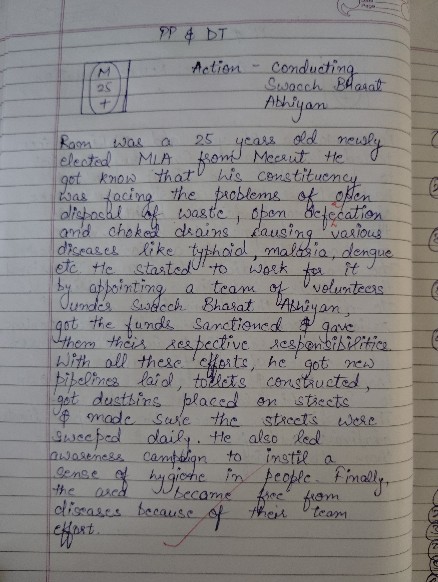 PP & DT
M
25
+
Action - Conducting
Swacch Bharat
Abhiyan
Ram was a 25 years old newly
elected MLA from Meerut He
got know that his constituency
was facing the problems of open
disposal of waste, open defecation
and choked drains causing various
diseases like typhoid, malaria, dengue
etc He started to work for it
by appointing a team of volunteers
under Swacch Bharat Abhiyan,
got the funds sanctioned & gave
them their respective responsibilities
With all these efforts, he got new
pipelines laid, toilets constructed,
got dustbins placed on streets
& made sure the streets were
sweeped daily. He also led
awareness campaign to instil a
sense of hygiene in people. Finally,
the area became free from
diseases because of their team
effort.